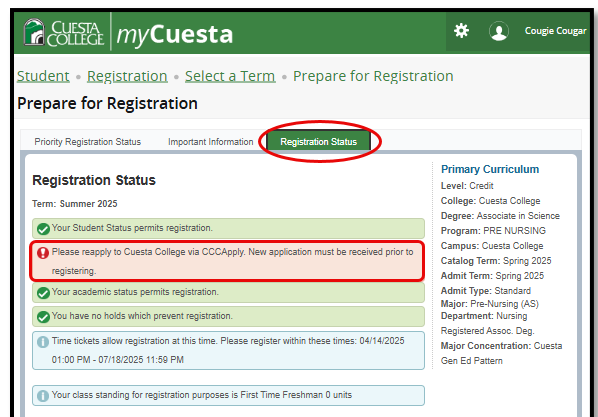 CUESTA
COLLEGE
myCuesta
Cougie Cougar
Student • Registration • Select a Term • Prepare for Registration
Prepare for Registration
Priority Registration Status
Important Information
Registration Status
Registration Status
Term: Summer 2025
Your Student Status permits registration.
Please reapply to Cuesta College via CCCApply. New application must be received prior to
registering.
Your academic status permits registration.
You have no holds which prevent registration.
Time tickets allow registration at this time. Please register within these times: 04/14/2025
01:00 PM - 07/18/2025 11:59 PM
Your class standing for registration purposes is First Time Freshman 0 units
Primary Curriculum
Level: Credit
College: Cuesta College
Degree: Associate in Science
Program: PRE NURSING
Campus: Cuesta College
Catalog Term: Spring 2025
Admit Term: Spring 2025
Admit Type: Standard
Major: Pre-Nursing (AS)
Department: Nursing
Registered Assoc. Deg.
Major Concentration: Cuesta
Gen Ed Pattern